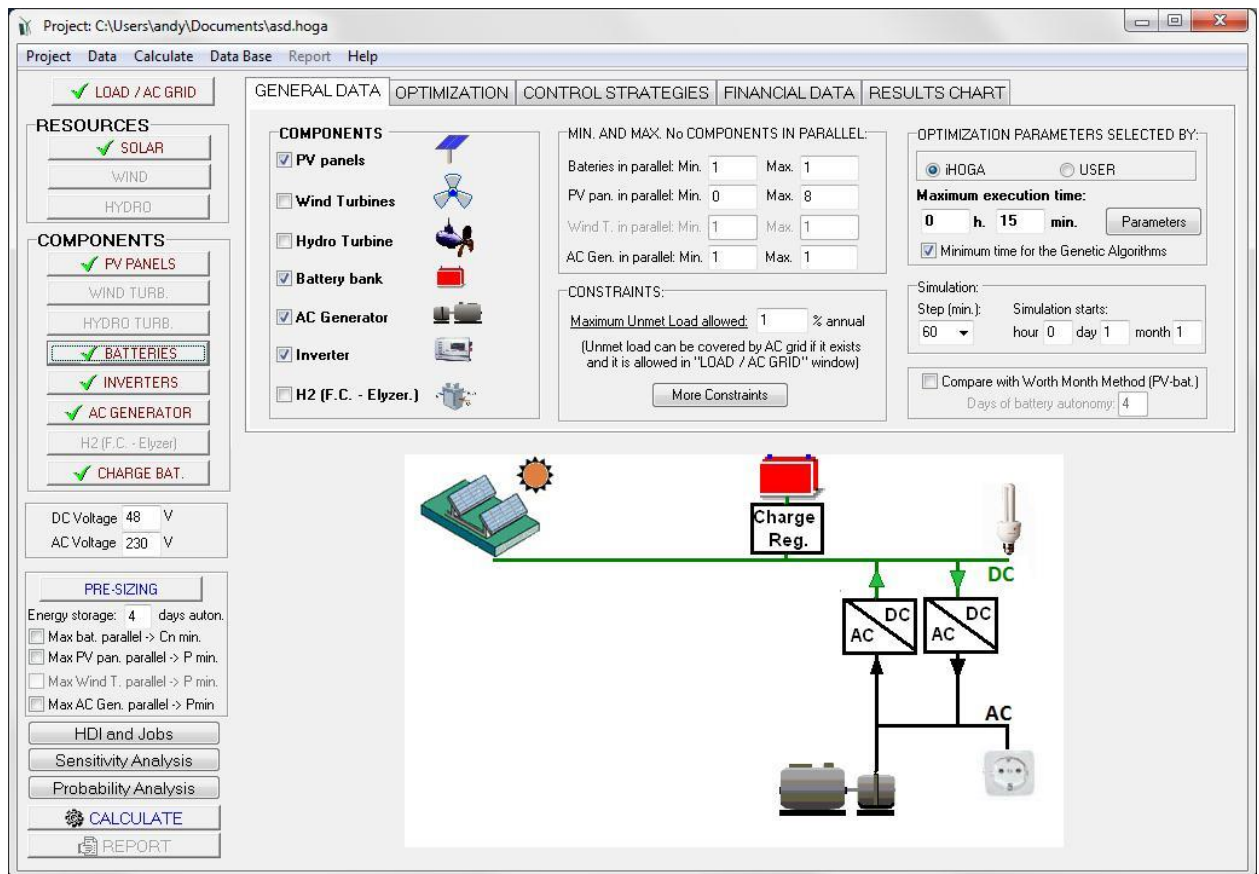 Project: C:\Users\andy\Documents\asd.hoga
Project Data Calculate Data Base Report Help
LOAD / AC GRID
RESOURCES
SOLAR
WIND
HYDRO
COMPONENTS
PV PANELS
WIND TURB.
HYDRO TURB.
BATTERIES
INVERTERS
AC GENERATOR
H2 (F.C. - Elyzer)
CHARGE BAT.
DC Voltage 48 V
AC Voltage 230 V
PRE-SIZING
Energy storage: 4 days auton.
Max bat. parallel -> Cn min.
Max PV pan. parallel -> P min.
Max Wind T. parallel -> P min.
Max AC Gen. parallel -> Pmin
HDI and Jobs
Sensitivity Analysis
Probability Analysis
CALCULATE
REPORT
GENERAL DATA OPTIMIZATION CONTROL STRATEGIES FINANCIAL DATA RESULTS CHART
COMPONENTS
PV panels
Wind Turbines
Hydro Turbine
Battery bank
AC Generator
Inverter
H2 (F.C. - Elyzer.)
MIN. AND MAX. No COMPONENTS IN PARALLEL:
Bateries in parallel: Min. 1 Max. 1
PV pan. in parallel: Min. 0 Max. 8
Wind T. in parallel: Min. 1 Max. 1
AC Gen. in parallel: Min. 1 Max. 1
CONSTRAINTS:
Maximum Unmet Load allowed: 1 % annual
(Unmet load can be covered by AC grid if it exists
and it is allowed in "LOAD / AC GRID" window)
More Constraints
OPTIMIZATION PARAMETERS SELECTED BY:
iHOGA USER
Maximum execution time:
0 h. 15 min. Parameters
Minimum time for the Genetic Algorithms
Simulation:
Step (min.): Simulation starts:
60 hour 0 day 1 month 1
Compare with Worth Month Method (PV-bat.)
Days of battery autonomy: 4
Charge
Reg.
DC
DC
AC
DC
AC
AC